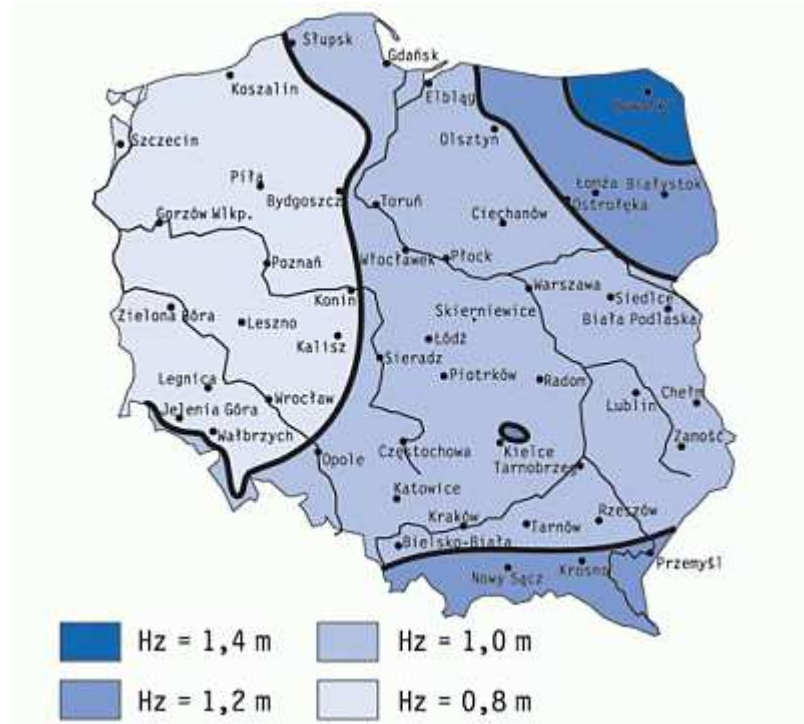 Słupsk
Gdańsk
Koszalin
Elbląg
Olsztyn
Szczecin
Piła
Bydgoszcz
Łomża Białystok
Ostrołęka
Toruń
Ciechanów
Gorzów Wlkp.
Włocławek
Płock
Poznań
Warszawa
Konin
Siedlce
Zielona Góra
Leszno
Skierniewice
Biała Podlaska
Kalisz
Łódź
Sieradz
Legnica
Piotrków
Radom
Wrocław
Lublin
Chełm
Jelenia Góra
Wałbrzych
Częstochowa
Kielce
Zaność
Opole
Tarnobrzeg
Katowice
Kraków
Tarnów
Rzeszów
Bielsko-Biała
Przemyśl
Nowy Sącz
Krosno
Hz = 1,4 m
Hz = 1,0 m
Hz = 1,2 m
Hz = 0,8 m